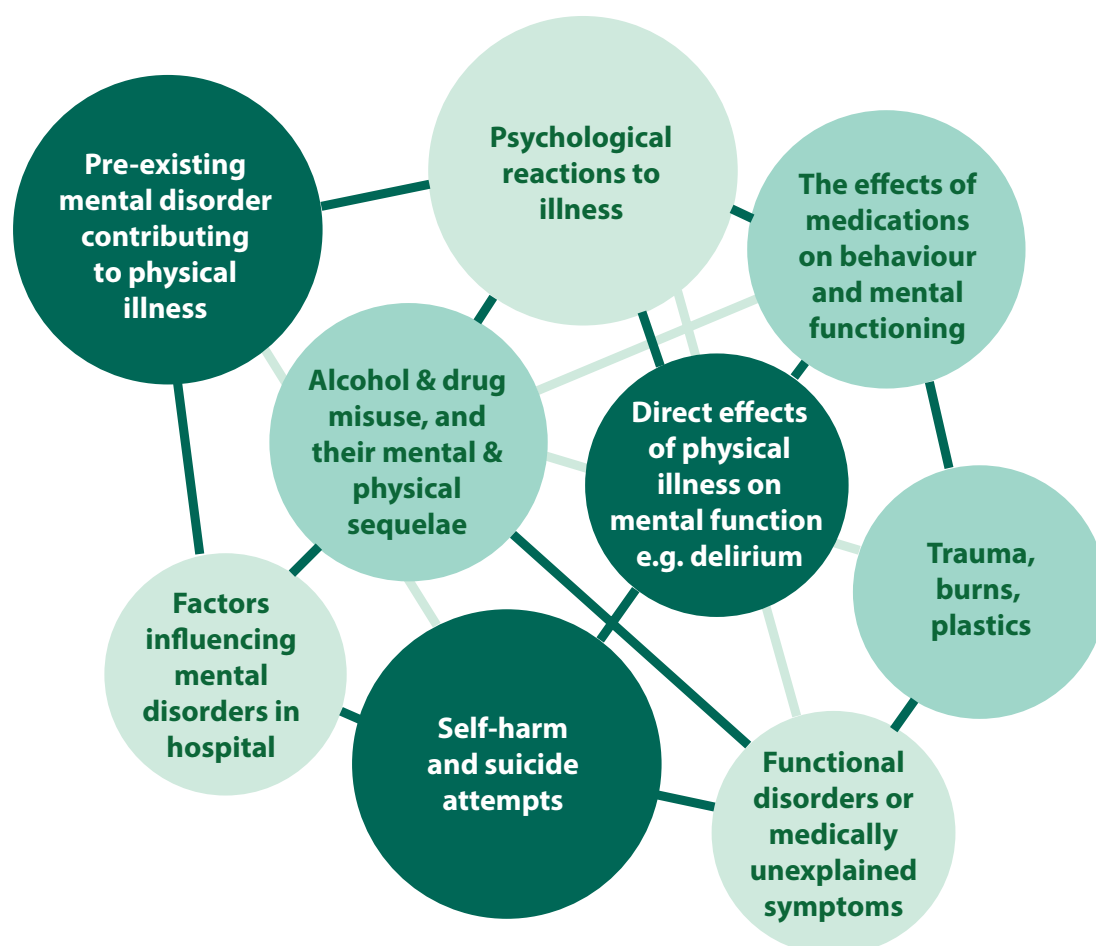 Pre-existing
mental disorder
contributing
to physical
illness
Psychological
reactions to
illness
The effects of
medications
on behaviour
and mental
functioning
Alcohol & drug
misuse, and
their mental &
physical
sequelae
Direct effects
of physical
illness on
mental function
e.g. delirium
Trauma,
burns,
plastics
Factors
influencing
mental
disorders in
hospital
Self-harm
and suicide
attempts
Functional
disorders or
medically
unexplained
symptoms